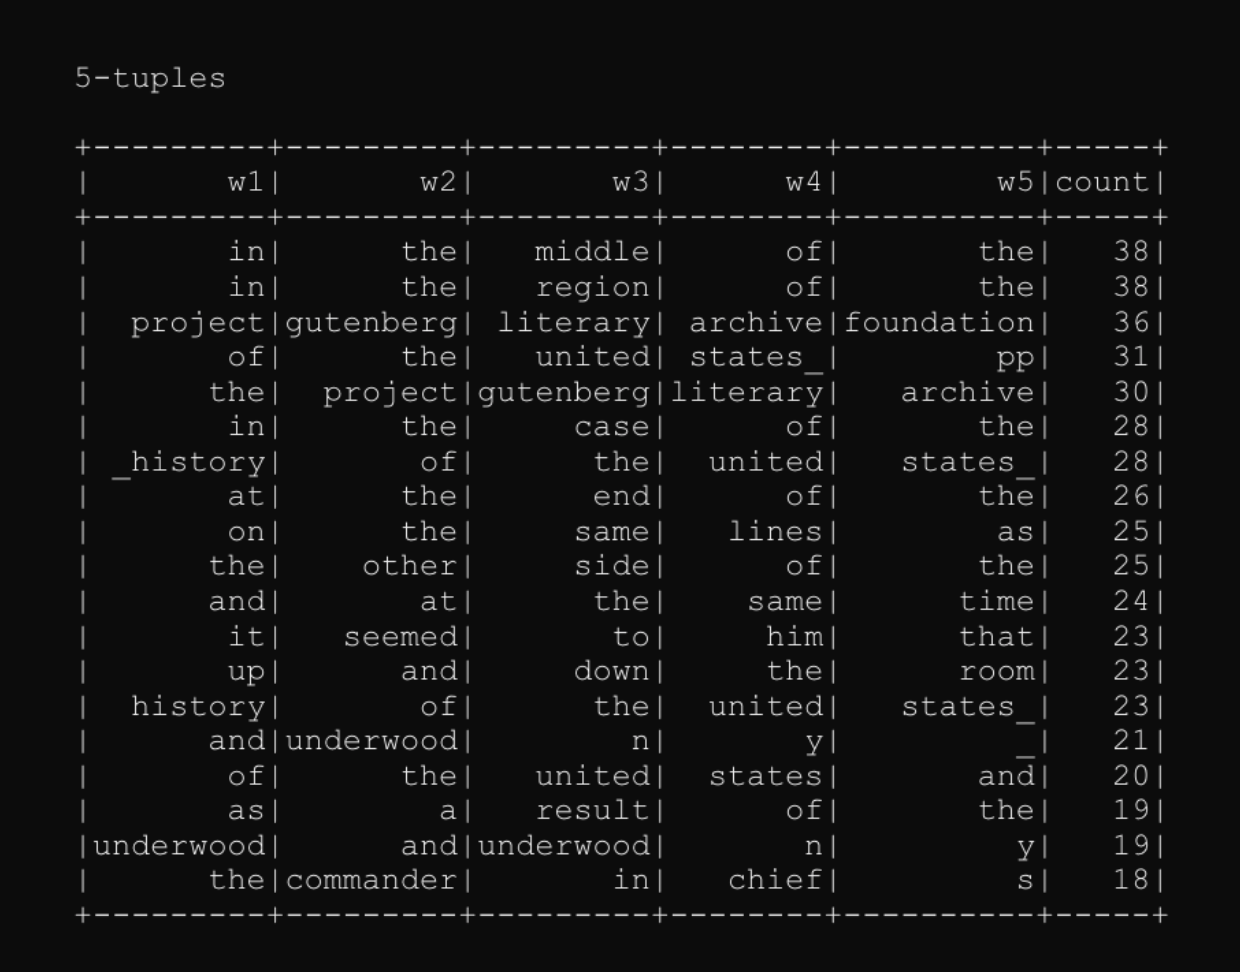 5-tuples
+---------+---------+---------+--------+----------+-----+
|       w1|       w2|       w3|      w4|        w5|count|
+---------+---------+---------+--------+----------+-----+
|       in|      the|   middle|      of|       the|   38|
|       in|      the|   region|      of|       the|   38|
|  project|gutenberg| literary| archive|foundation|   36|
|       of|      the|   united| states_|        pp|   31|
|      the|  project|gutenberg|literary|   archive|   30|
|       in|      the|     case|      of|       the|   28|
| _history|       of|      the|  united|   states_|   28|
|       at|      the|      end|      of|       the|   26|
|       on|      the|     same|   lines|        as|   25|
|      the|    other|     side|      of|       the|   25|
|      and|       at|      the|    same|      time|   24|
|       it|   seemed|       to|     him|      that|   23|
|       up|      and|     down|     the|      room|   23|
|  history|       of|      the|  united|   states_|   23|
|      and|underwood|        n|       y|         _|   21|
|       of|      the|   united|  states|       and|   20|
|       as|        a|   result|      of|       the|   19|
|underwood|      and|underwood|       n|         y|   19|
|      the|commander|       in|   chief|         s|   18|
+---------+---------+---------+--------+----------+-----+